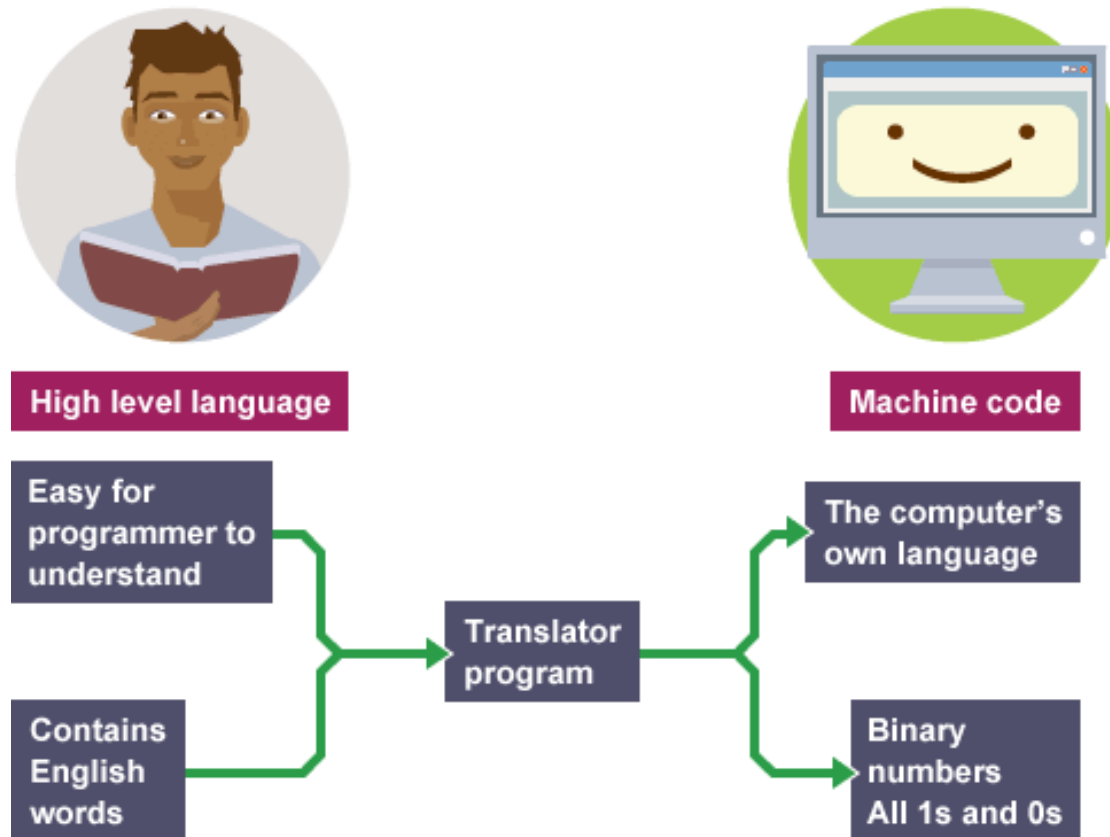 High level language
Machine code
Easy for
programmer to
understand
The computer's
own language
Translator
program
Contains
English
words
Binary
numbers
All 1s and 0s